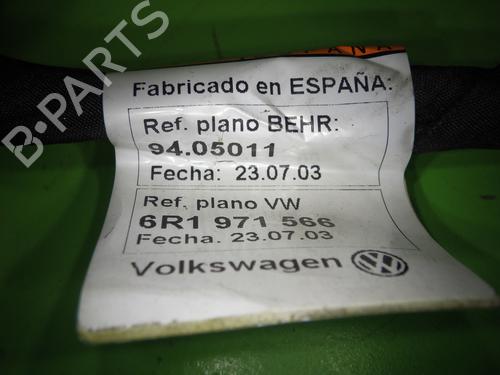 Fabricado en ESPAÑA:
Ref. plano BEHR:
94.05011
Fecha: 23.07.03
Ref. plano VW
6R1 971 566
Fecha. 23.07.03
Volkswagen
B-PARTS